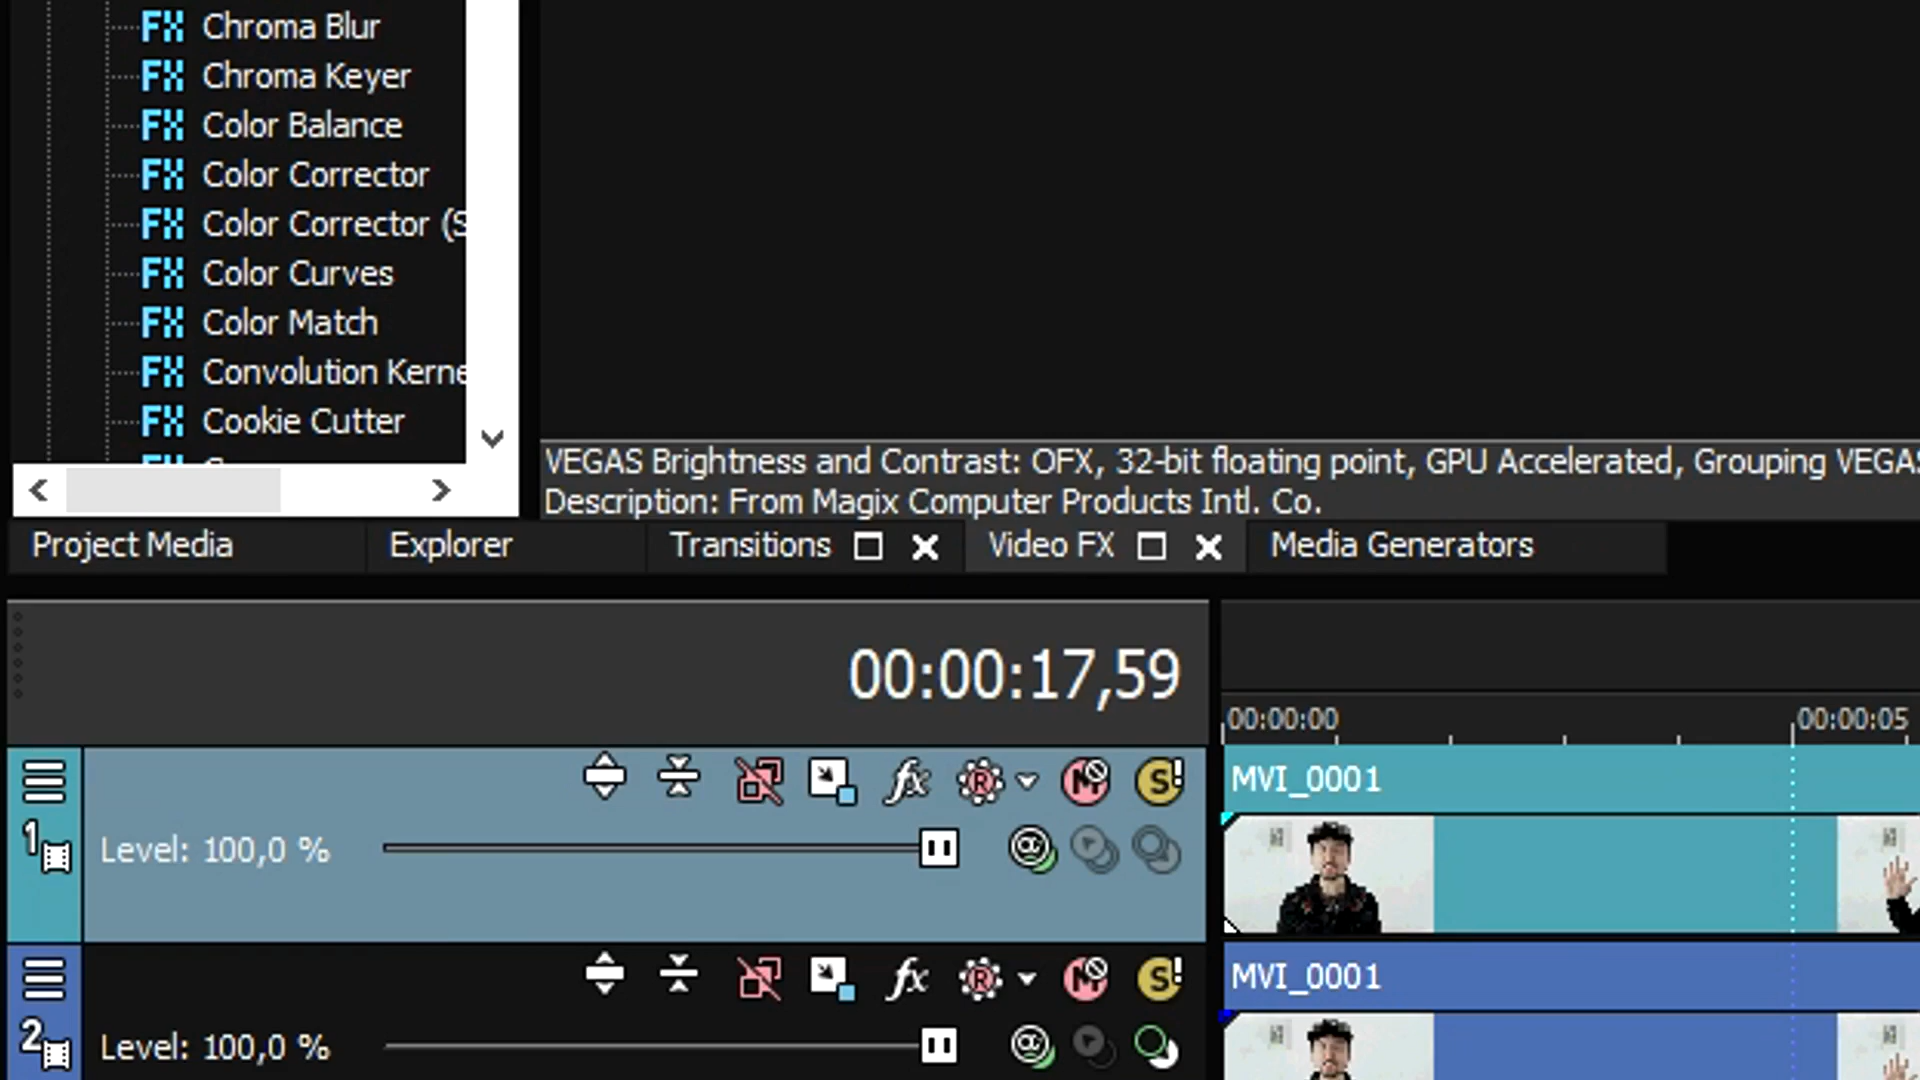 FX Chroma Blur
FX Chroma Keyer
FX Color Balance
FX Color Corrector
FX Color Corrector (S
FX Color Curves
FX Color Match
FX Convolution Kerne
FX Cookie Cutter
VEGAS Brightness and Contrast: OFX, 32-bit floating point, GPU Accelerated, Grouping VEGAS
Description: From Magix Computer Products Intl. Co.
Project Media Explorer Transitions Video FX Media Generators
00:00:17,59
00:00:00 00:00:05
MVI_0001
1 Level: 100,0 %
MVI_0001
2 Level: 100,0 %